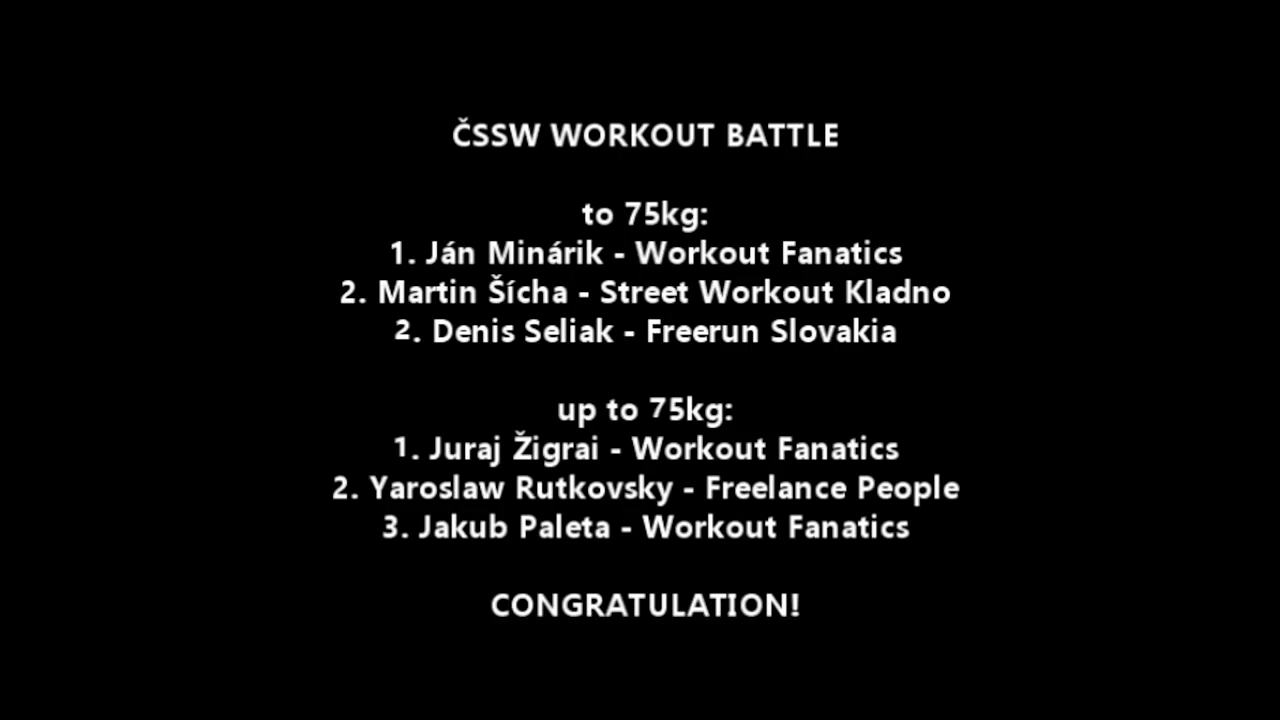 ČSSW WORKOUT BATTLE
to 75kg:
1. Ján Minárik - Workout Fanatics
2. Martin Šícha - Street Workout Kladno
2. Denis Seliak - Freerun Slovakia
up to 75kg:
1. Juraj Žigrai - Workout Fanatics
2. Yaroslaw Rutkovsky - Freelance People
3. Jakub Paleta - Workout Fanatics
CONGRATULATION!